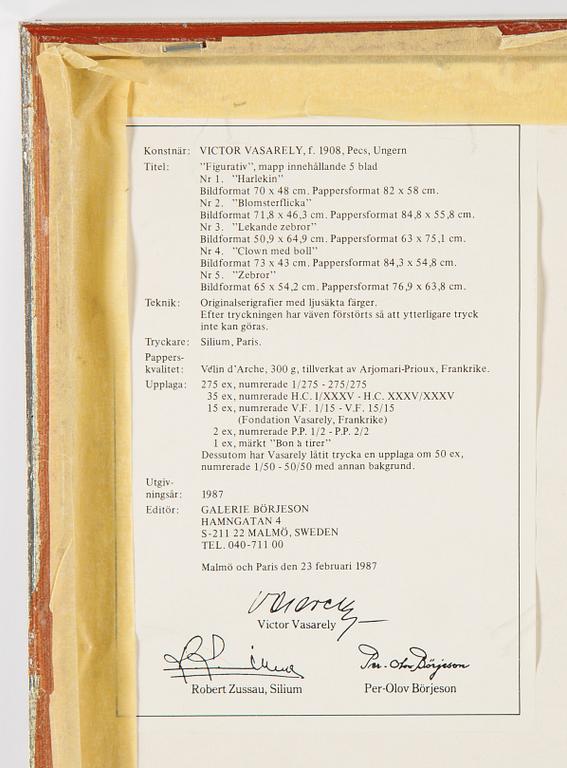 Konstnär: VICTOR VASARELY, f. 1908, Pecs, Ungern
Titel: "Figurativ", mapp innehållande 5 blad
Nr 1. "Harlekin"
Bildformat 70 x 48 cm. Pappersformat 82 x 58 cm.
Nr 2. "Blomsterflicka"
Bildformat 71,8 x 46,3 cm. Pappersformat 84,8 x 55,8 cm.
Nr 3. "Lekande zebror"
Bildformat 50,9 x 64,9 cm. Pappersformat 63 x 75,1 cm.
Nr 4. "Clown med boll"
Bildformat 73 x 43 cm. Pappersformat 84,3 x 54,8 cm.
Nr 5. "Zebror"
Bildformat 65 x 54,2 cm. Pappersformat 76,9 x 63,8 cm.
Teknik: Originalserigrafier med ljusäkta färger.
Efter tryckningen har väven förstörts så att ytterligare tryck
inte kan göras.
Tryckare: Silium, Paris.
Pappers-
kvalitet: Vélin d'Arche, 300 g, tillverkat av Arjomari-Prioux, Frankrike.
Upplaga: 275 ex, numrerade 1/275 - 275/275
35 ex, numrerade H.C. I/XXXV - H.C. XXXV/XXXV
15 ex, numrerade V.F. 1/15 - V.F. 15/15
(Fondation Vasarely, Frankrike)
2 ex, numrerade P.P. 1/2 - P.P. 2/2
1 ex, märkt "Bon à tirer"
Dessutom har Vasarely låtit trycka en upplaga om 50 ex,
numrerade 1/50 - 50/50 med annan bakgrund.
Utgiv-
ningsår: 1987
Editör: GALERIE BÖRJESON
HAMNGATAN 4
S-211 22 MALMÖ, SWEDEN
TEL. 040-711 00
Malmö och Paris den 23 februari 1987
Vasarely
Victor Vasarely
Per-Olov Börjeson
Robert Zussau, Silium Per-Olov Börjeson